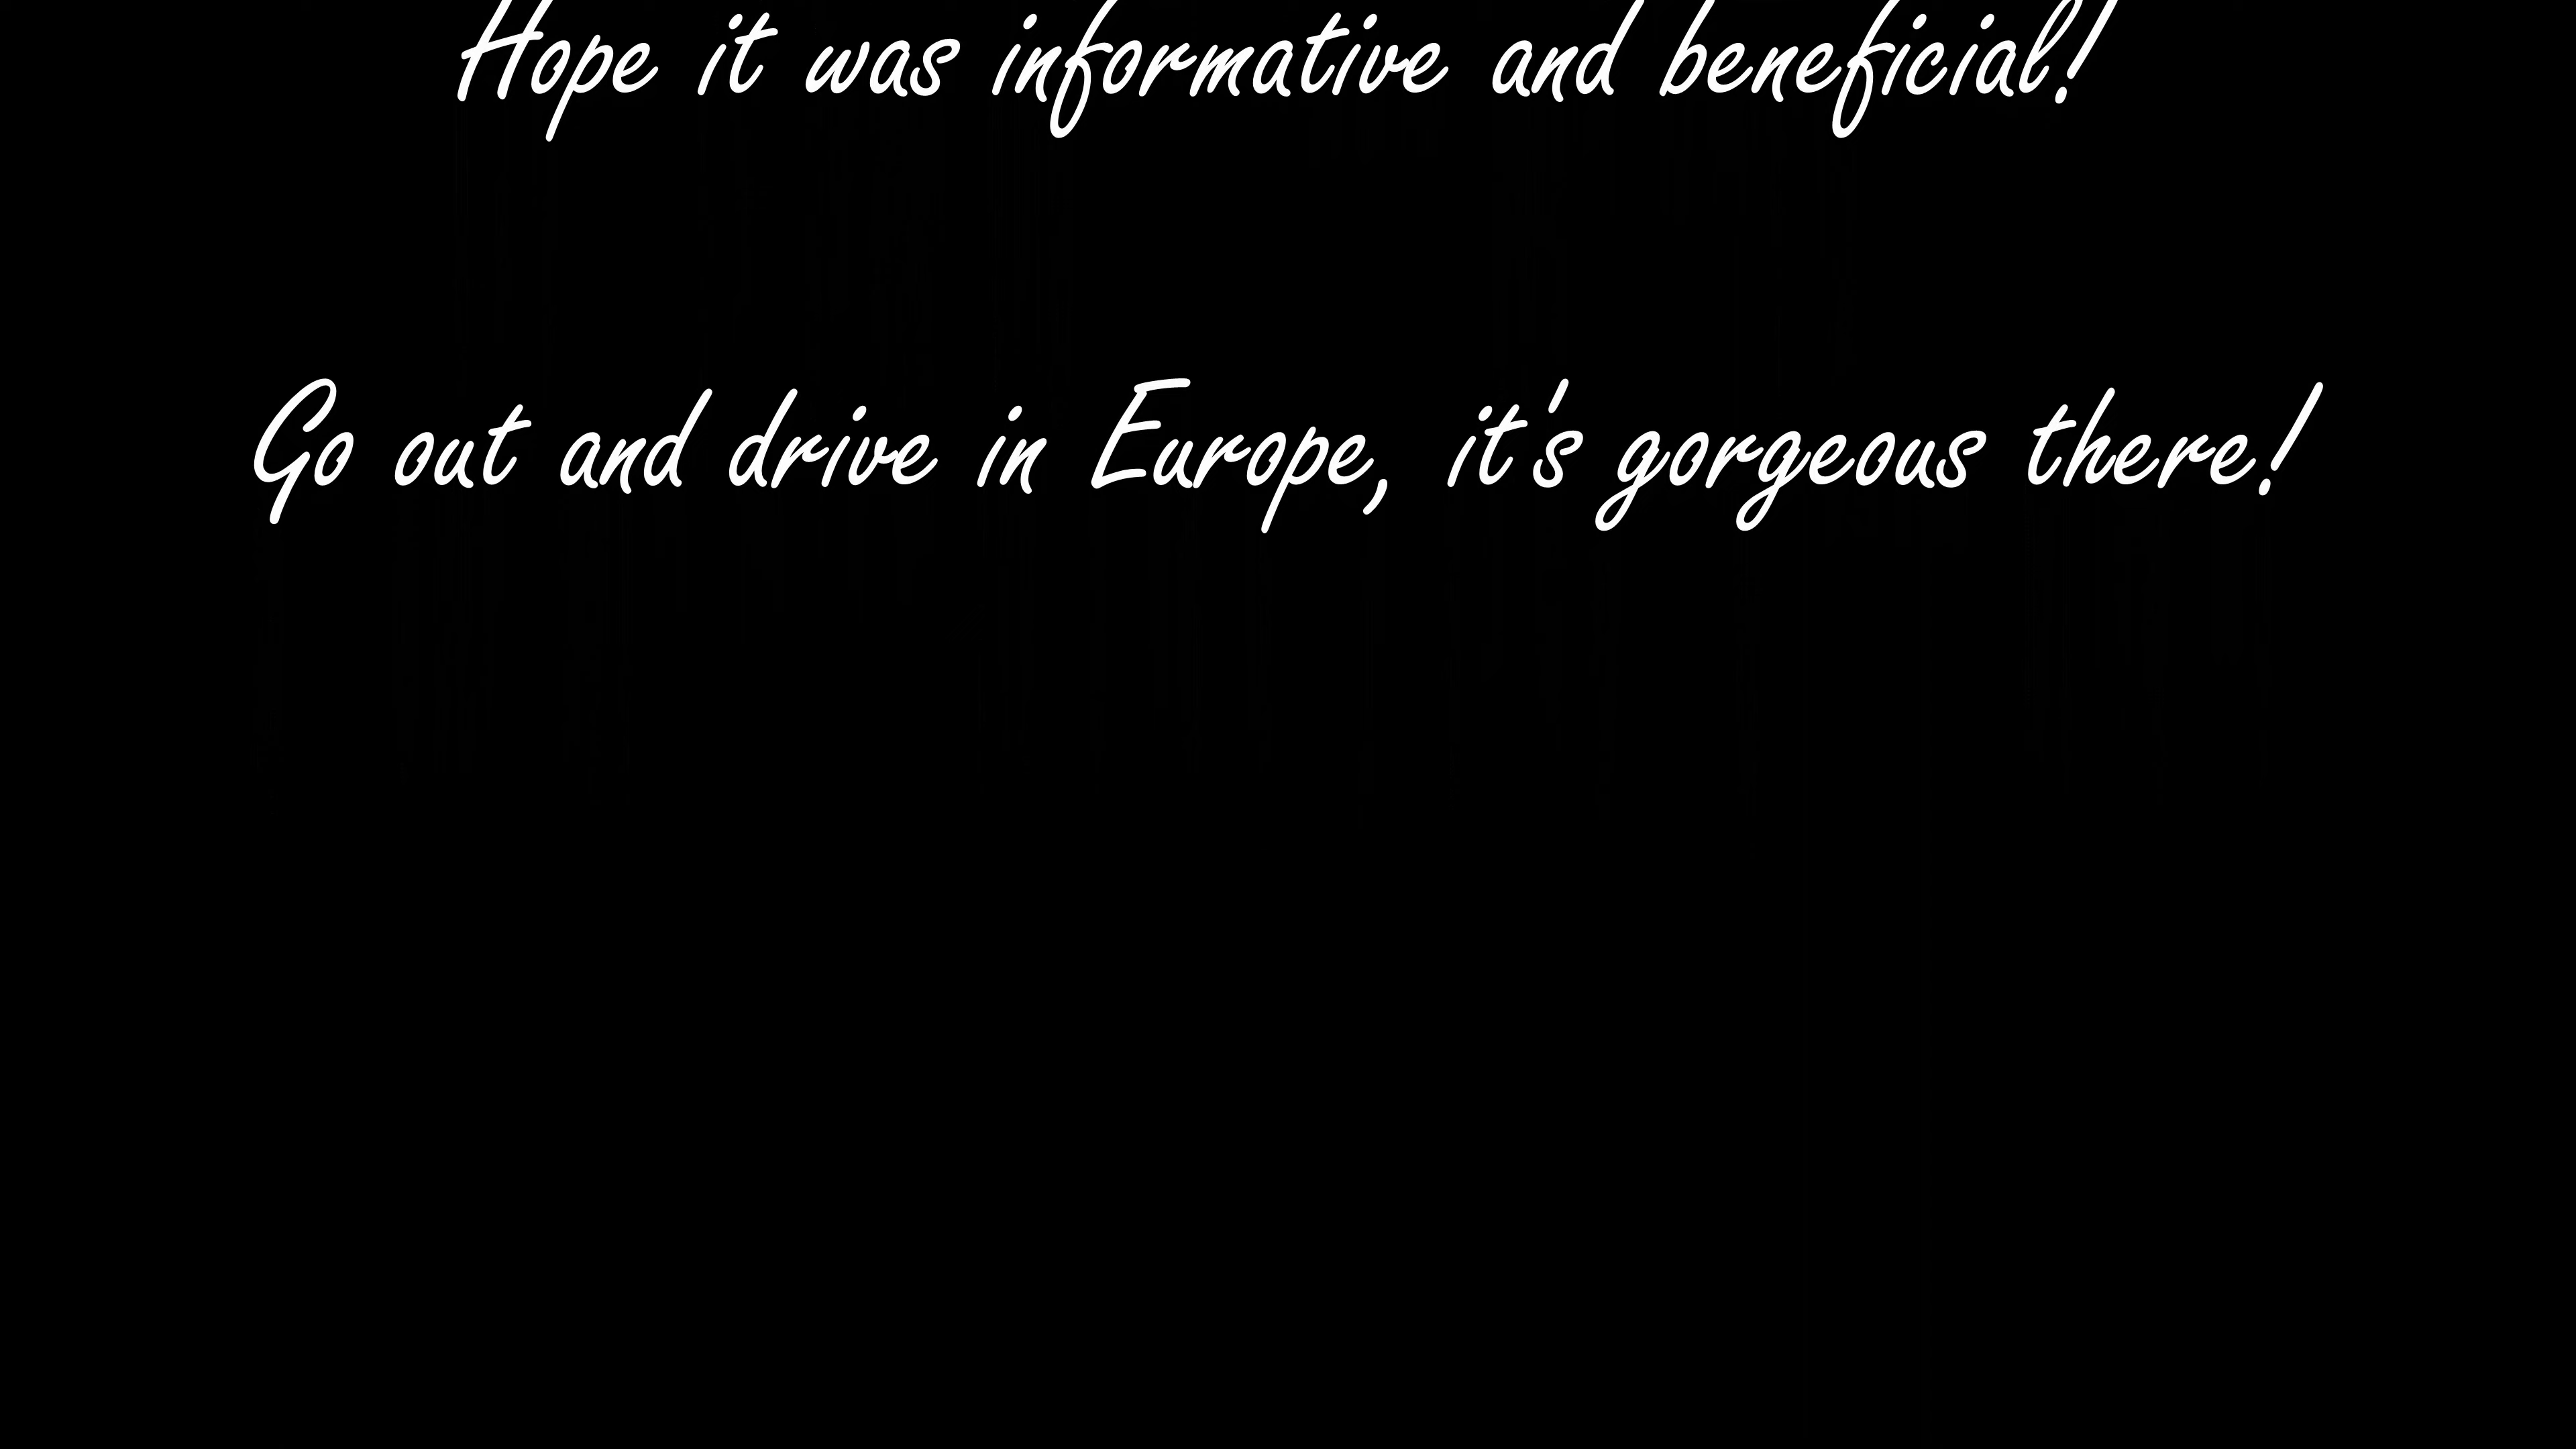 Hope it was informative and beneficial!
Go out and drive in Europe, it's gorgeous there!